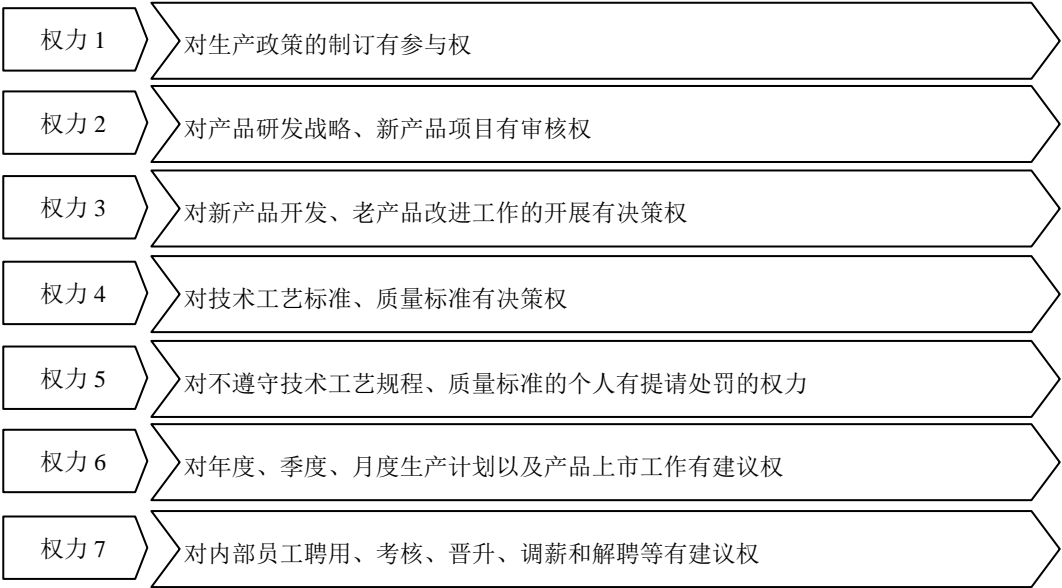 权力 1
对生产政策的制订有参与权
权力 2
对产品研发战略、新产品项目有审核权
权力 3
对新产品开发、老产品改进工作的开展有决策权
权力 4
对技术工艺标准、质量标准有决策权
权力 5
对不遵守技术工艺规程、质量标准的个人有提请处罚的权力
权力 6
对年度、季度、月度生产计划以及产品上市工作有建议权
权力 7
对内部员工聘用、考核、晋升、调薪和解聘等有建议权